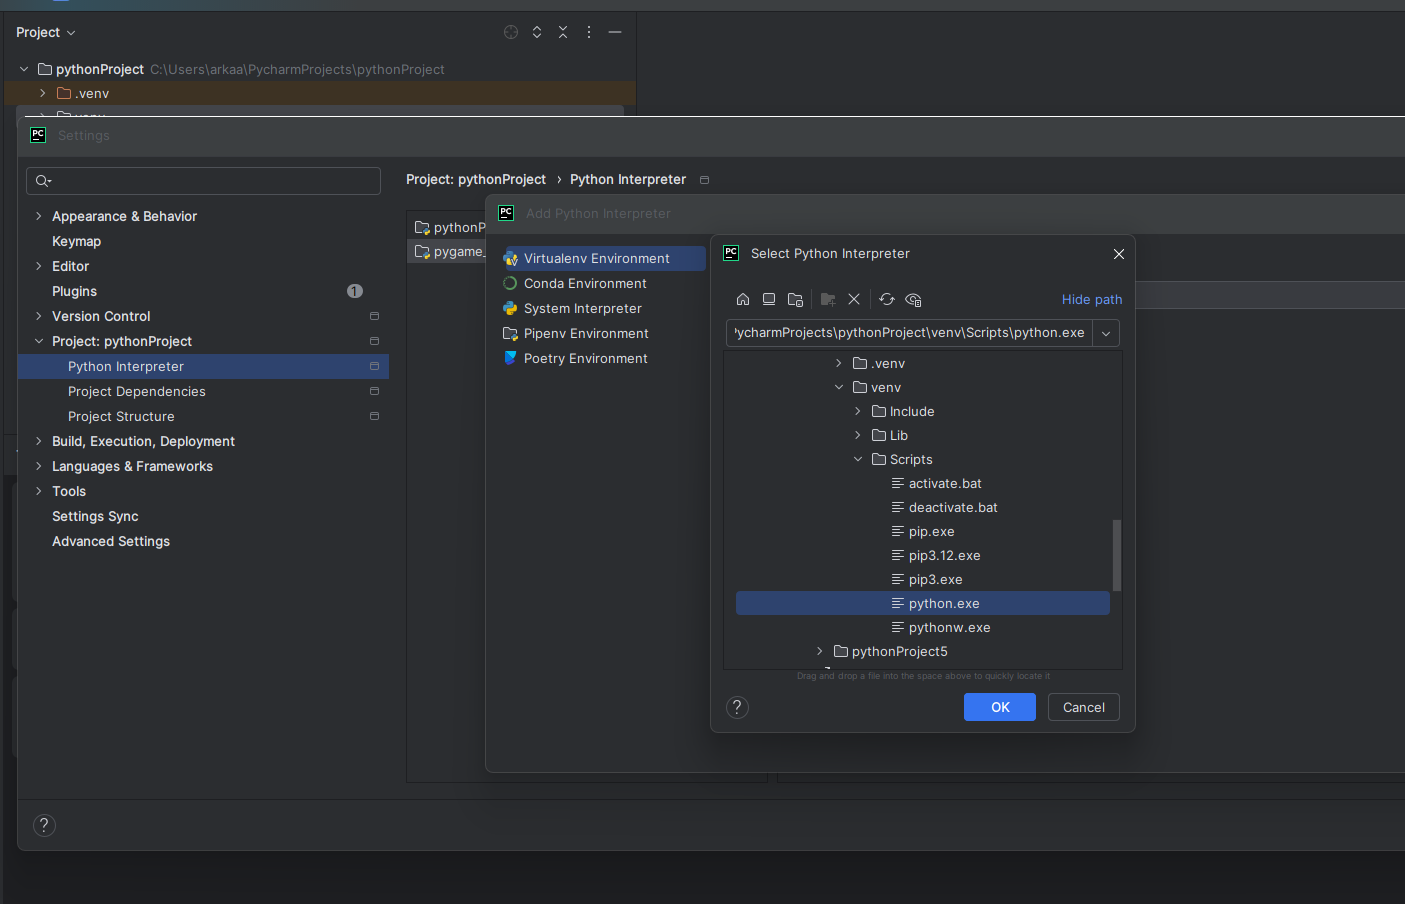 Project
pythonProject C:\Users\arkaa\PycharmProjects\pythonProject
.venv
PC Settings
Project: pythonProject › Python Interpreter
Appearance & Behavior
Keymap
Editor
Plugins 1
Version Control
Project: pythonProject
Python Interpreter
Project Dependencies
Project Structure
Build, Execution, Deployment
Languages & Frameworks
Tools
Settings Sync
Advanced Settings
?
pythonP
pygame_
PC Add Python Interpreter
Virtualenv Environment
Conda Environment
System Interpreter
Pipenv Environment
Poetry Environment
PC Select Python Interpreter
Hide path
ycharmProjects\pythonProject\venv\Scripts\python.exe
.venv
venv
Include
Lib
Scripts
activate.bat
deactivate.bat
pip.exe
pip3.12.exe
pip3.exe
python.exe
pythonw.exe
pythonProject5
Drag and drop a file into the space above to quickly locate it
? OK Cancel